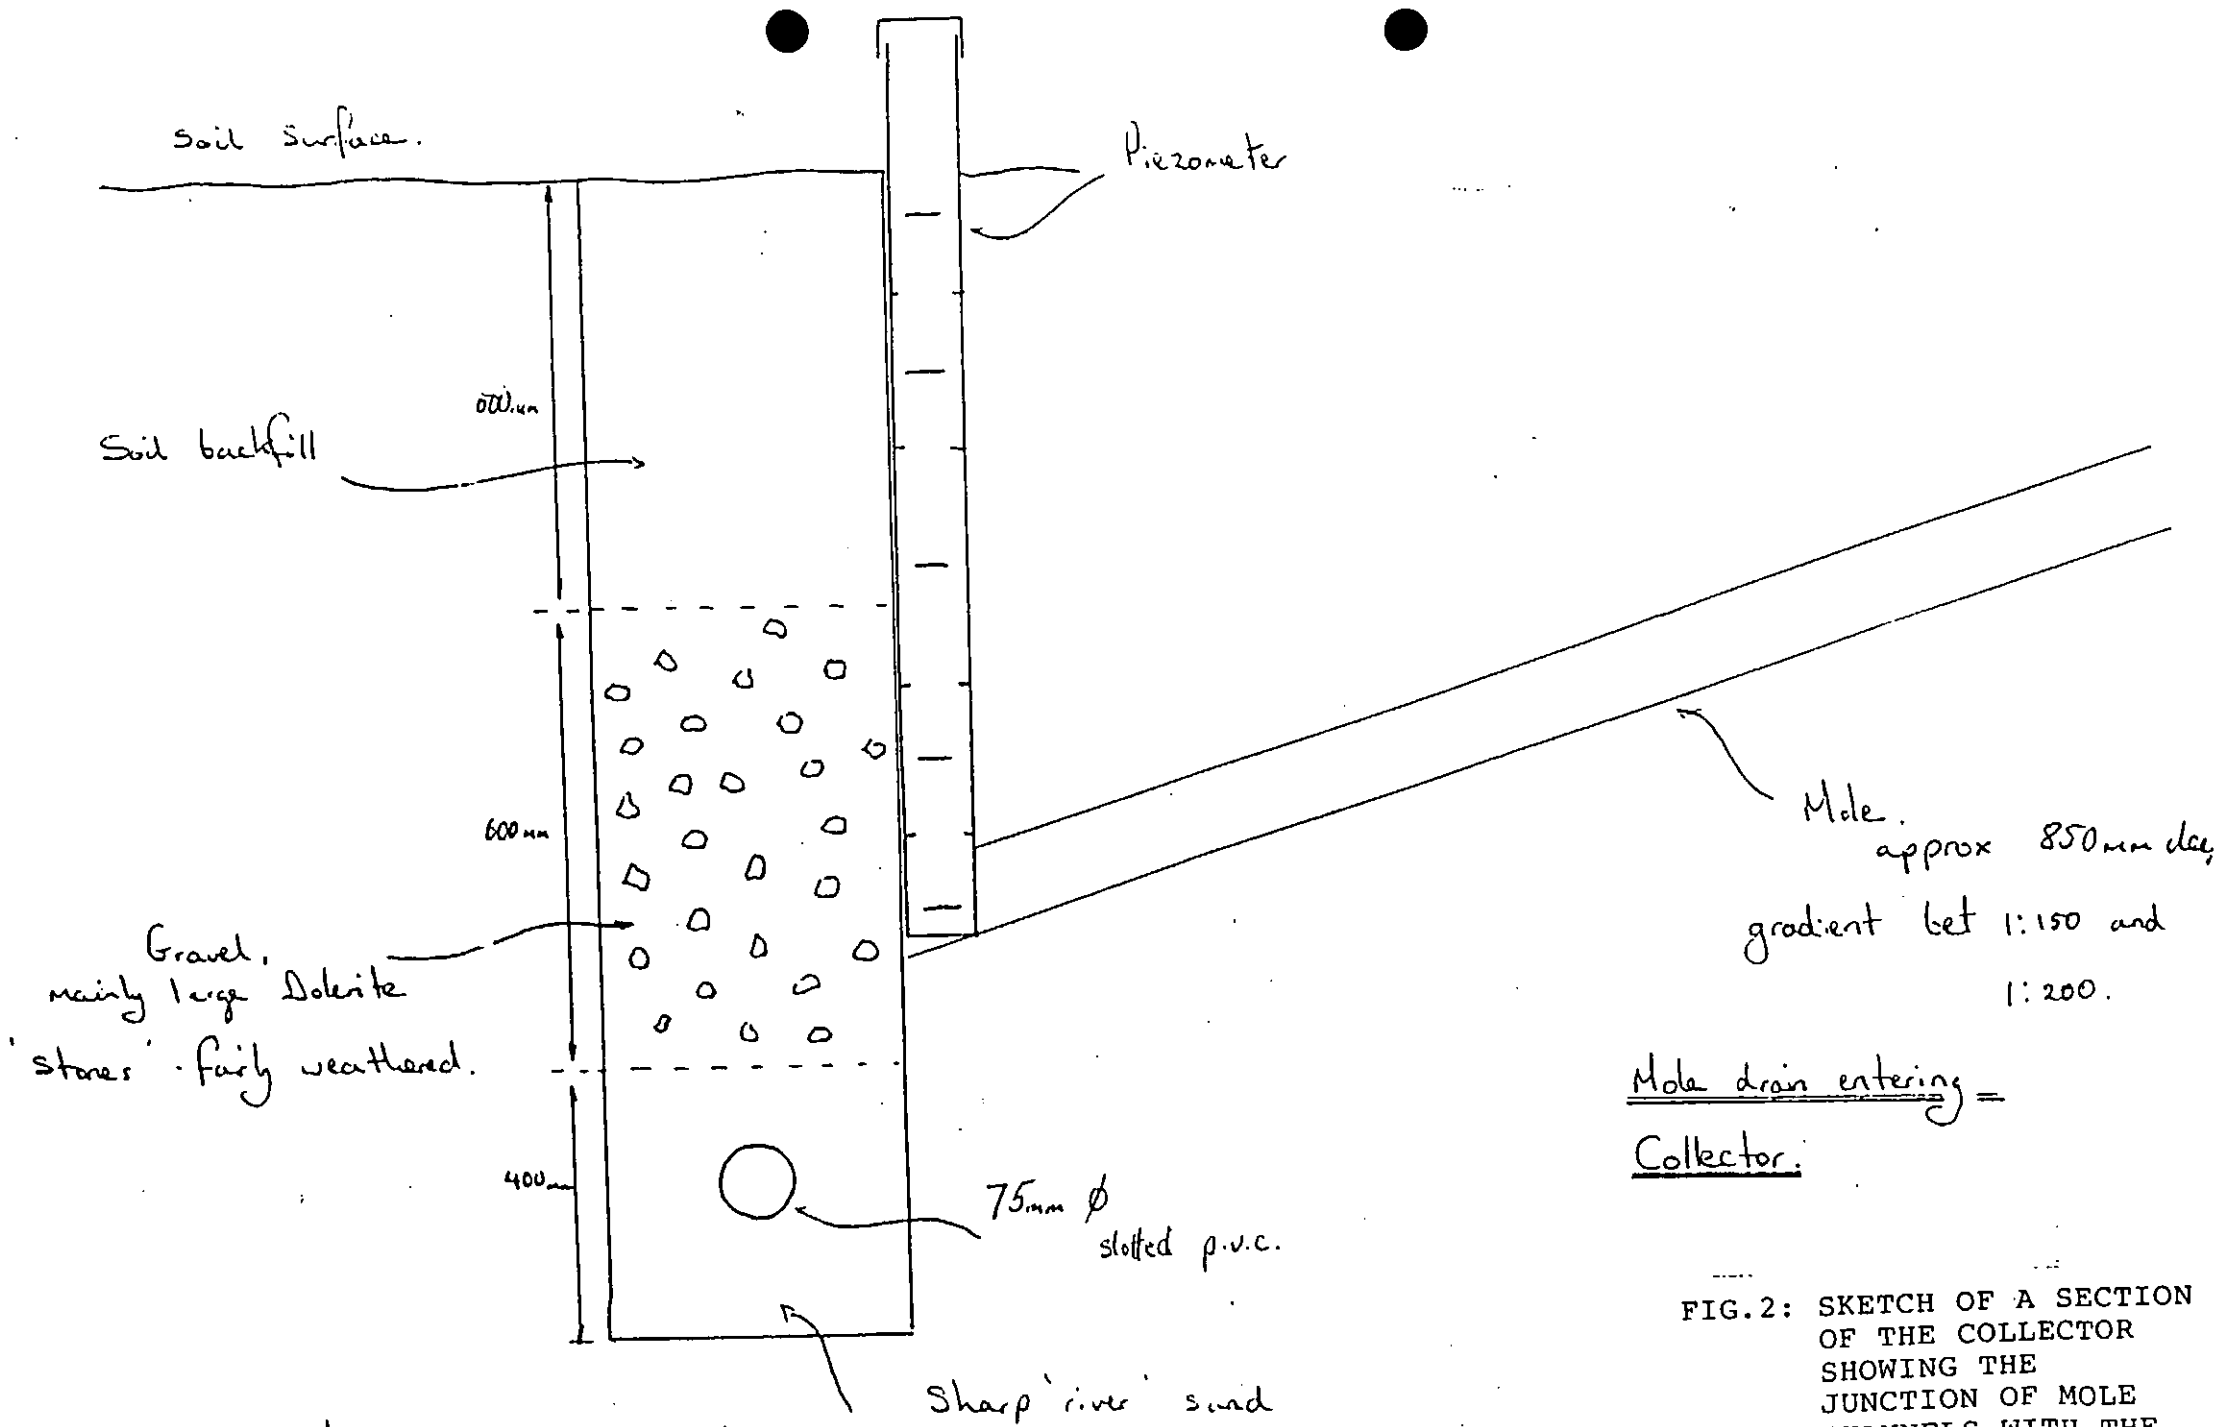 Soil Surface.
Piezometer
Soil backfill
600mm
Gravel,
mainly large Dolerite
'stones' - fairly weathered.
400mm
75mm ϕ
slotted p.v.c.
Sharp 'river' sand
Mole.
approx 850mm
gradient bet 1:150 and
1:200.
Mole drain entering
Collector.
FIG.2: SKETCH OF A SECTION
OF THE COLLECTOR
SHOWING THE
JUNCTION OF MOLE
WITH THE